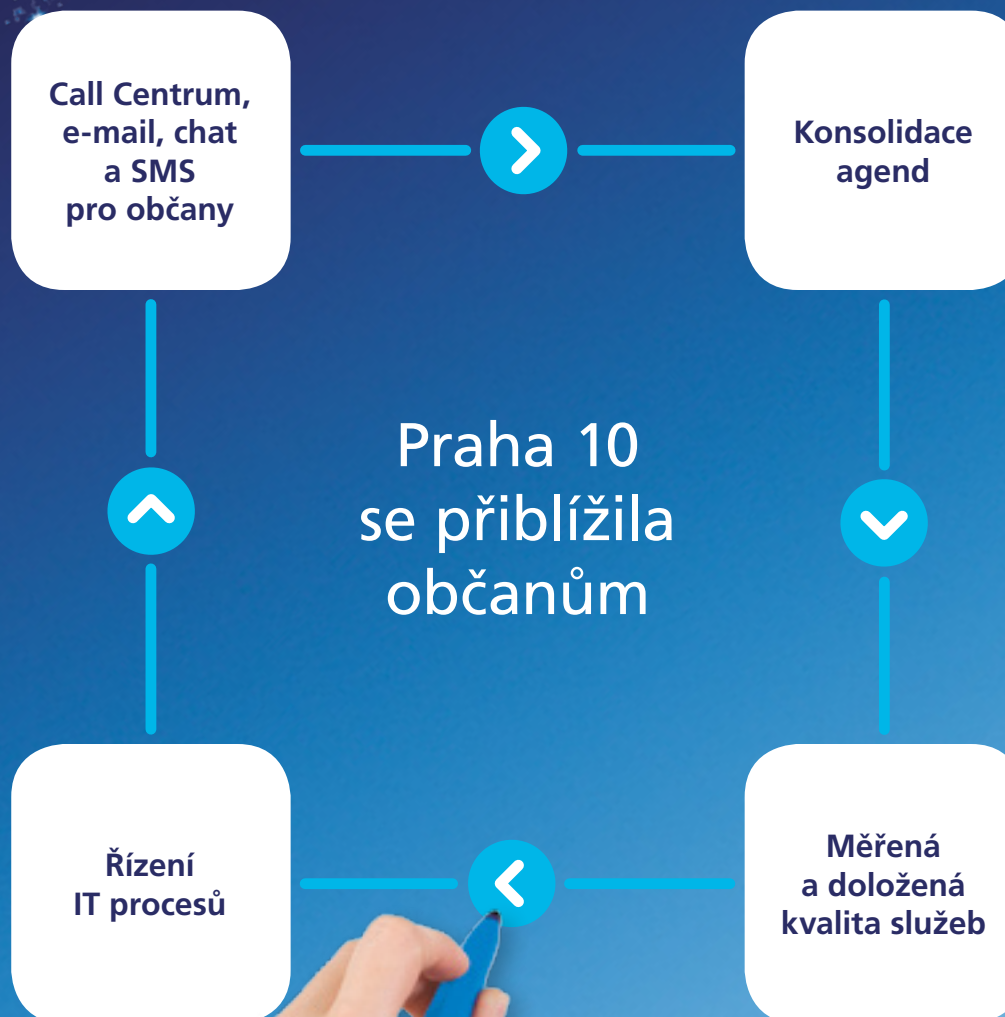 Call Centrum,
e-mail, chat
a SMS
pro občany
Konsolidace
agend
Praha 10
se přiblížila
občanům
Řízení
IT procesů
Měřená
a doložená
kvalita služeb